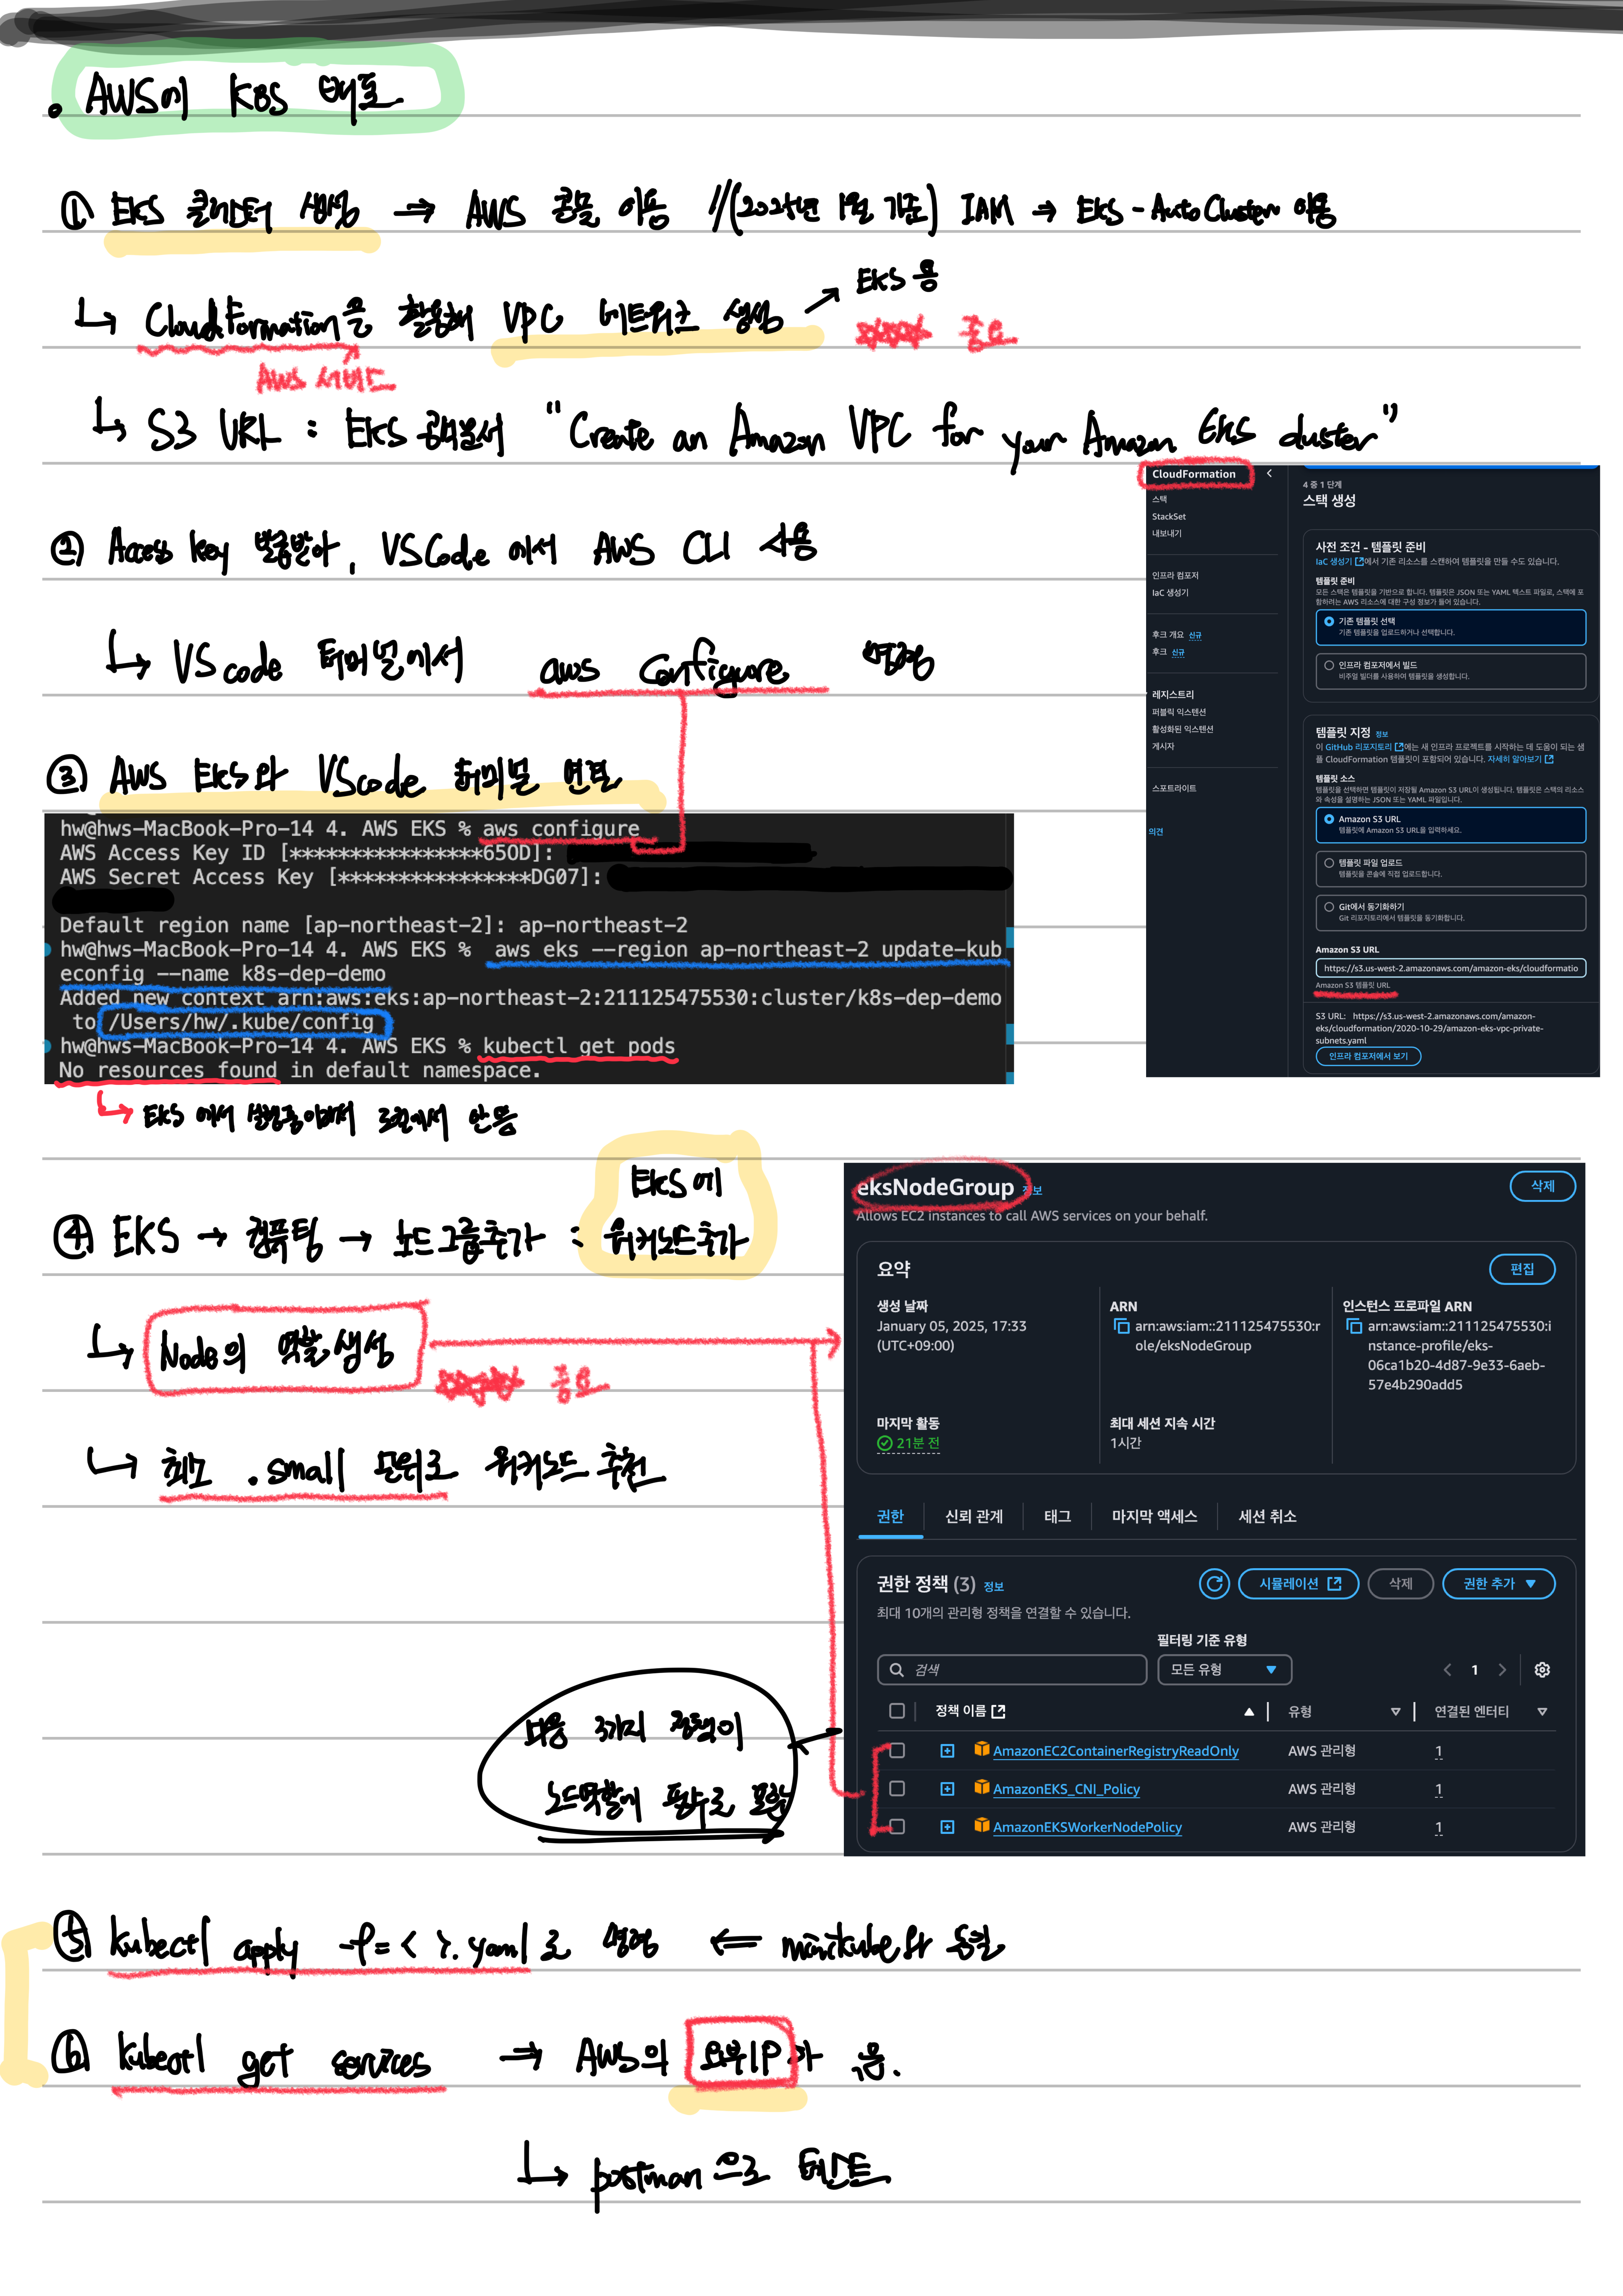 . AWS에 K8S 배포
① EKS 클러스터 생성 ⇒ AWS 콘솔 이용 //(2025년 1월 기준) IAM → EKS - AutoCluster 이용
↳ CloudFormation을 활용해 VPC 네트워크 생성 → EKS 용
중요
AWS 서비스
↳ S3 URL : EKS 공식문서 "Create an Amazon VPC for your Amazon EKS cluster"
② Access key 발급받아, VSCode 에서 AWS CLI 사용
↳ VScode 터미널에서 aws configure 명령
③ AWS EKS와 VScode 터미널 연결
hw@hws-MacBook-Pro-14 4. AWS EKS % aws configure
AWS Access Key ID [****************65OD]:
AWS Secret Access Key [****************DG07]:
Default region name [ap-northeast-2]: ap-northeast-2
hw@hws-MacBook-Pro-14 4. AWS EKS % aws eks --region ap-northeast-2 update-kub
econfig --name k8s-dep-demo
Added new context arn:aws:eks:ap-northeast-2:211125475530:cluster/k8s-dep-demo
to /Users/hw/.kube/config
hw@hws-MacBook-Pro-14 4. AWS EKS % kubectl get pods
No resources found in default namespace.
↳ EKS 에서 실행중이라서 로컬에서 안뜸
CloudFormation <
스택
StackSet
내보내기
인프라 컴포저
IaC 생성기
후크 개요 신규
후크 신규
레지스트리
퍼블릭 익스텐션
활성화된 익스텐션
게시자
스포트라이트
의견
4 중 1 단계
스택 생성
사전 조건 - 템플릿 준비
IaC 생성기에서 기존 리소스를 스캔하여 템플릿을 만들 수도 있습니다.
템플릿 준비
모든 스택은 템플릿을 기반으로 합니다. 템플릿은 JSON 또는 YAML 텍스트 파일로, 스택에 포
함하려는 AWS 리소스에 대한 구성 정보가 들어 있습니다.
기존 템플릿 선택
기존 템플릿을 업로드하거나 선택합니다.
인프라 컴포저에서 빌드
비주얼 빌더를 사용하여 템플릿을 생성합니다.
템플릿 지정 정보
이 GitHub 리포지토리에는 새 인프라 프로젝트를 시작하는 데 도움이 되는 샘
플 CloudFormation 템플릿이 포함되어 있습니다. 자세히 알아보기
템플릿 소스
템플릿을 선택하면 템플릿이 저장될 Amazon S3 URL이 생성됩니다. 템플릿은 스택의 리소스
와 속성을 설명하는 JSON 또는 YAML 파일입니다.
Amazon S3 URL
템플릿에 Amazon S3 URL을 입력하세요.
템플릿 파일 업로드
템플릿을 콘솔에 직접 업로드합니다.
Git에서 동기화하기
Git 리포지토리에서 템플릿을 동기화합니다.
Amazon S3 URL
https://s3.us-west-2.amazonaws.com/amazon-eks/cloudformatio
Amazon S3 템플릿 URL
S3 URL: https://s3.us-west-2.amazonaws.com/amazon-
eks/cloudformation/2020-10-29/amazon-eks-vpc-private-
subnets.yaml
인프라 컴포저에서 보기
④ EKS → 컴퓨팅 → 노드그룹추가 : EKS에 워커노드추가
↳ Node의 역할 생성
중요
↳ 최소 .small 단위로 워커노드 추천
다음 3가지 정책이
노드역할에 필수로 포함
eksNodeGroup 정보
삭제
Allows EC2 instances to call AWS services on your behalf.
요약
편집
생성 날짜
January 05, 2025, 17:33
(UTC+09:00)
ARN
arn:aws:iam::211125475530:r
ole/eksNodeGroup
인스턴스 프로파일 ARN
arn:aws:iam::211125475530:i
nstance-profile/eks-
06ca1b20-4d87-9e33-6aeb-
57e4b290add5
마지막 활동
21분 전
최대 세션 지속 시간
1시간
권한 신뢰 관계 태그 마지막 액세스 세션 취소
권한 정책 (3) 정보
시뮬레이션 삭제 권한 추가
최대 10개의 관리형 정책을 연결할 수 있습니다.
필터링 기준 유형
검색 모든 유형 < 1 >
정책 이름 유형 연결된 엔터티
AmazonEC2ContainerRegistryReadOnly AWS 관리형 1
AmazonEKS_CNI_Policy AWS 관리형 1
AmazonEKSWorkerNodePolicy AWS 관리형 1
⑤ kubectl apply -f=< >.yaml 로 명령 ⇐ minikube와 동일
⑥ kubectl get services ⇒ AWS의 외부IP가 뜸.
↳ postman 으로 테스트